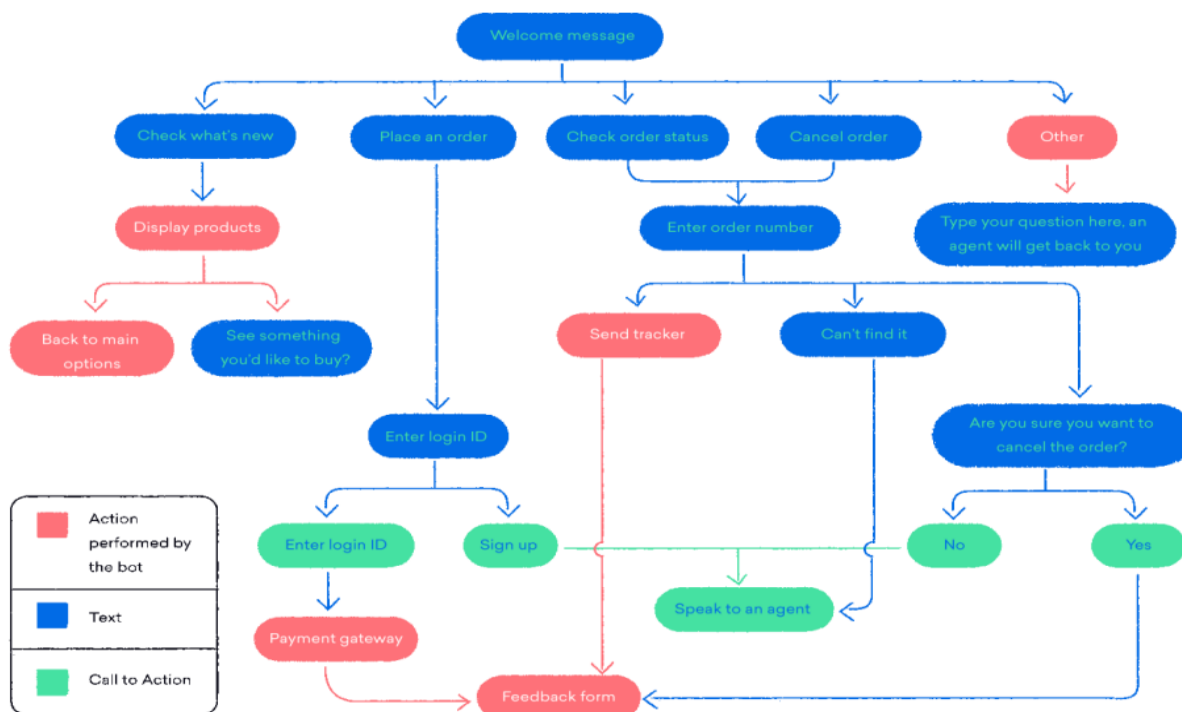 Welcome message
Check what's new
Place an order
Check order status
Cancel order
Other
Display products
Enter order number
Type your question here, an
agent will get back to you
Back to main
options
See something
you'd like to buy?
Send tracker
Can't find it
Enter login ID
Are you sure you want to
cancel the order?
Action
performed by
the bot
Text
Call to Action
Enter login ID
Sign up
No
Yes
Speak to an agent
Payment gateway
Feedback form